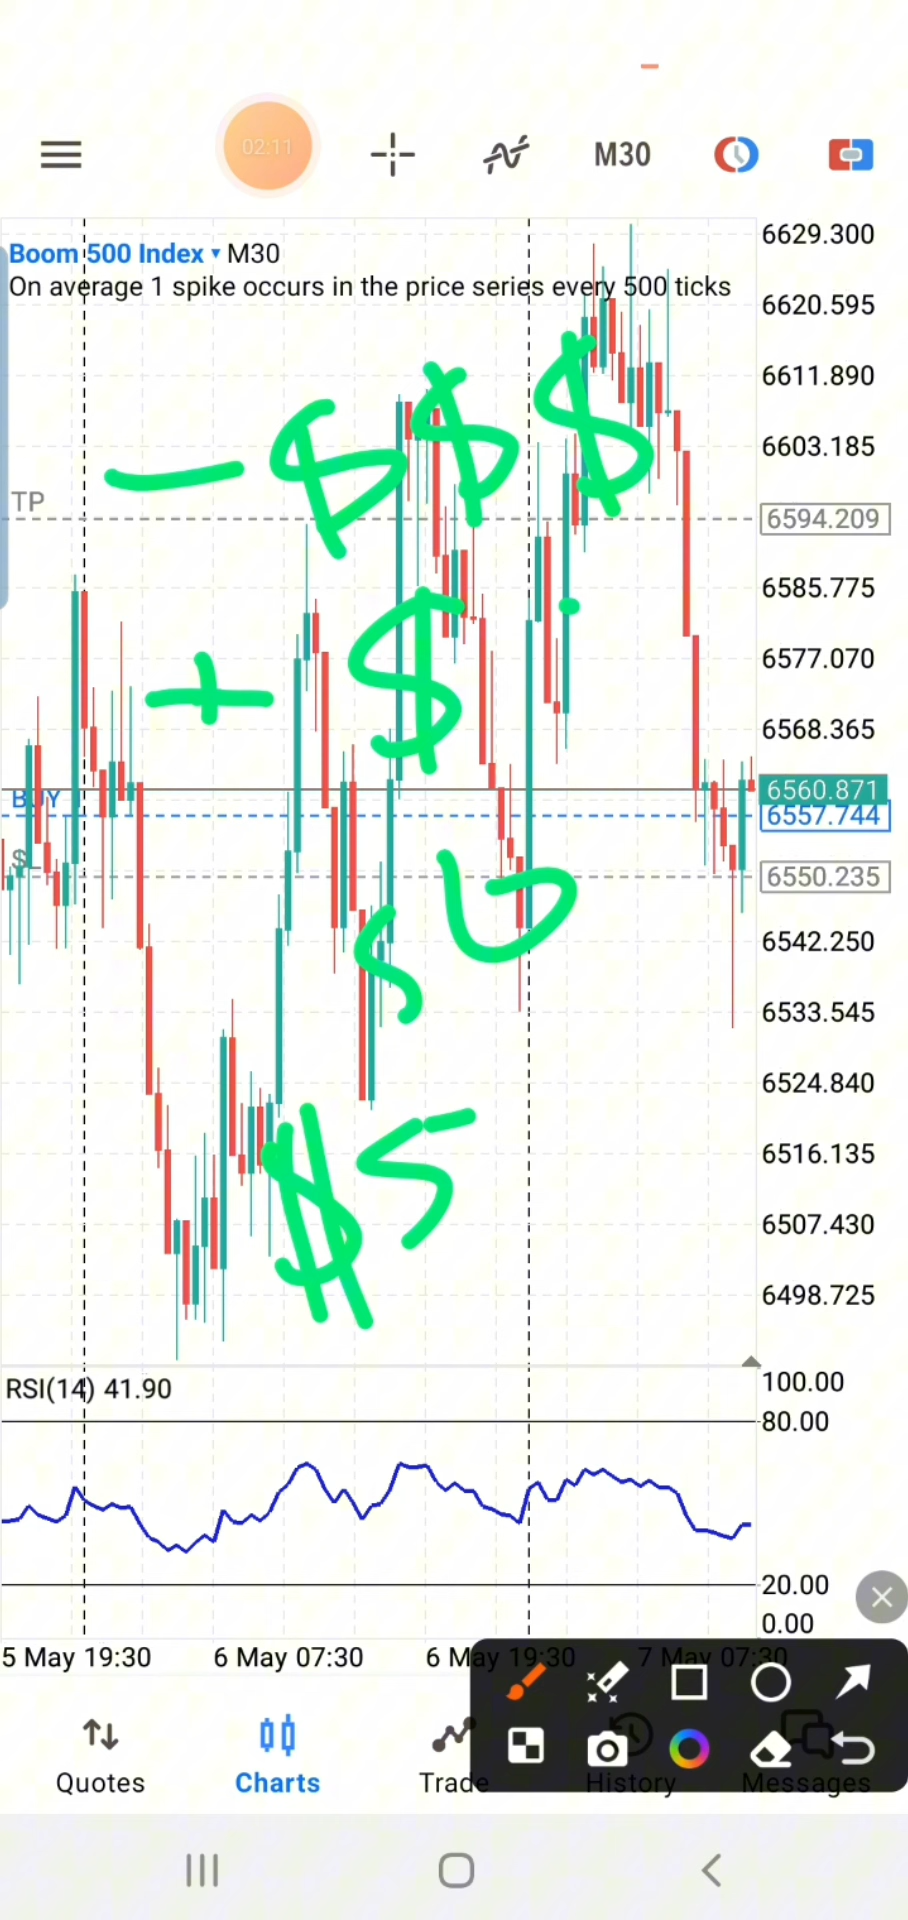 02:11
M30
Boom 500 Index ▾ M30
On average 1 spike occurs in the price series every 500 ticks
6629.300
6620.595
6611.890
6603.185
- $ $ $
TP
6594.209
6585.775
6577.070
+ $
6568.365
BUY
6560.871
6557.744
SL
6550.235
6542.250
6533.545
6524.840
6516.135
$5
6507.430
6498.725
RSI(14) 41.90
100.00
80.00
20.00
0.00
5 May 19:30 6 May 07:30 6 May 19:30 7 May 07:30
Quotes Charts Trade History Messages